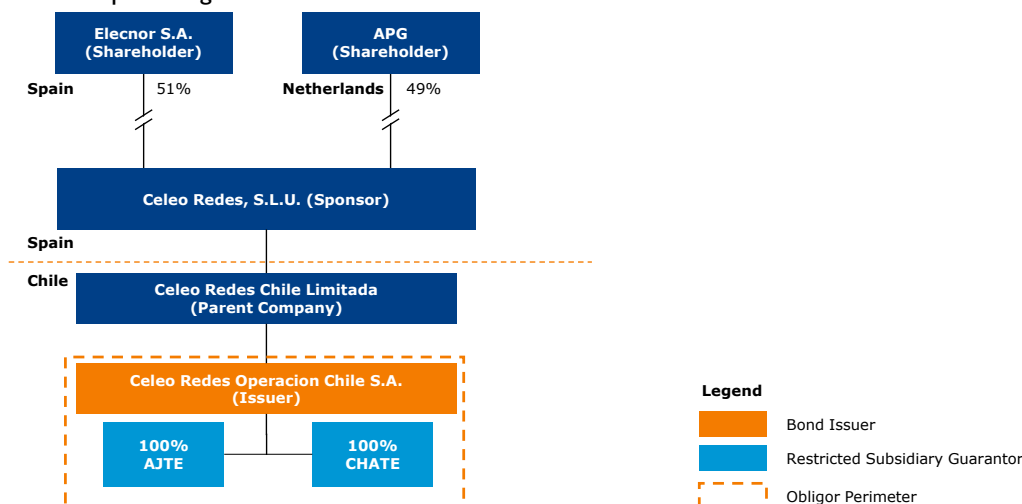 Elecnor S.A.
(Shareholder)
APG
(Shareholder)
Spain
51%
Netherlands
49%
Celeo Redes, S.L.U. (Sponsor)
Spain
Chile
Celeo Redes Chile Limitada
(Parent Company)
Celeo Redes Operacion Chile S.A.
(Issuer)
100%
AJTE
100%
CHATE
Legend
Bond Issuer
Restricted Subsidiary Guarantor
Obligor Perimeter